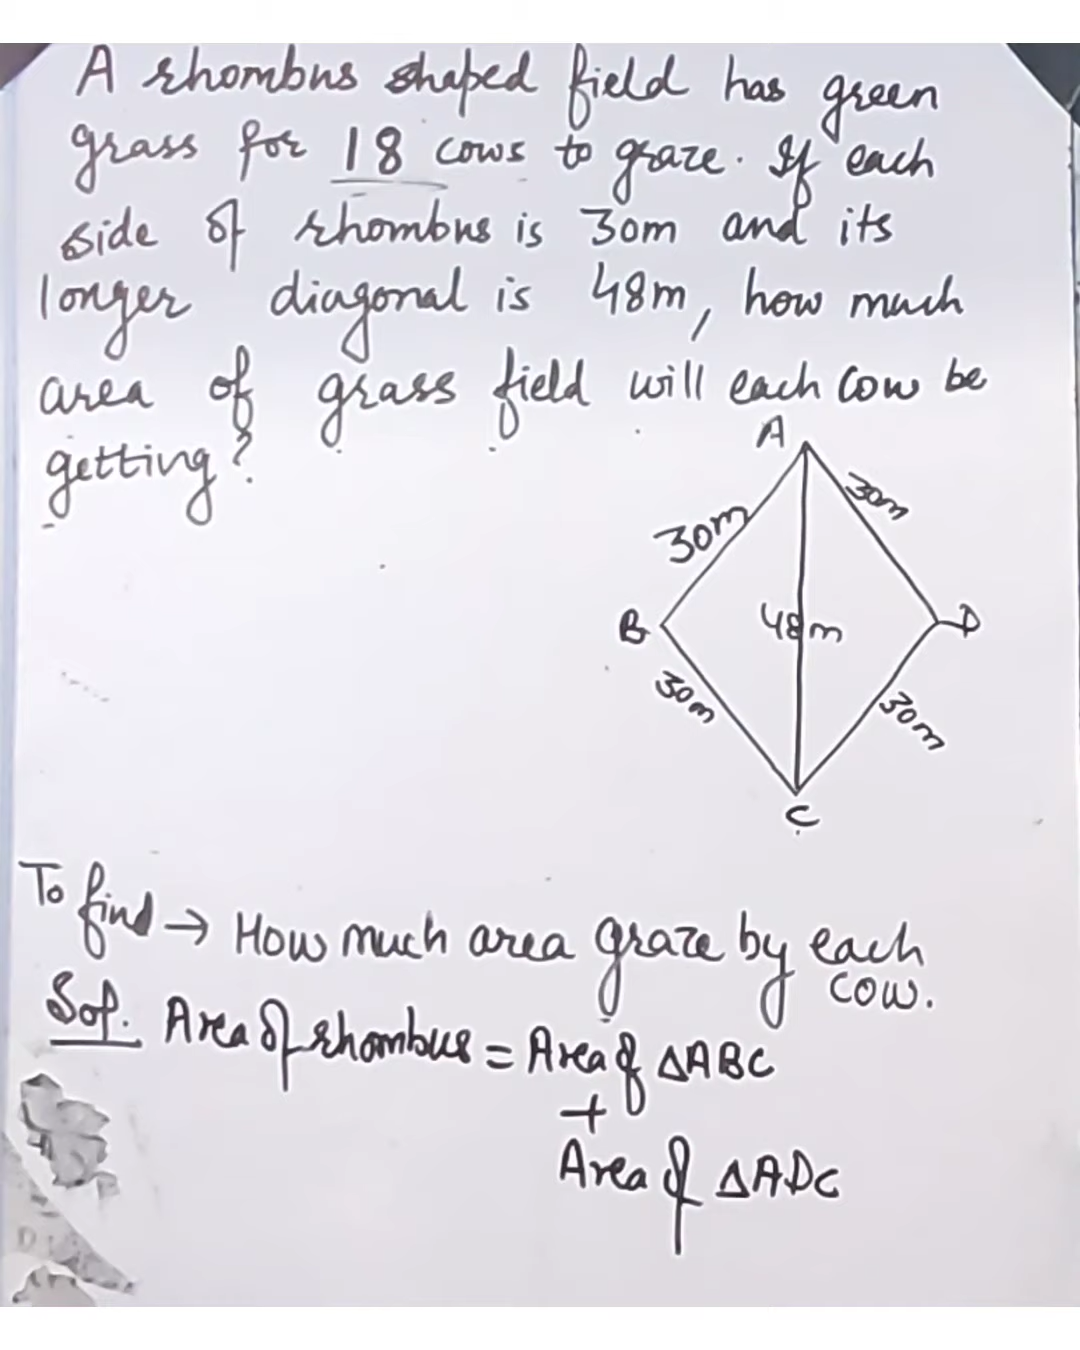 A rhombus shaped field has green
grass for 18 cows to graze. If each
side of rhombus is 30m and its
longer diagonal is 48m, how much
area of grass field will each cow be
getting?
A
30m
30m
B
48m
D
30m
30m
C
To find → How much area graze by each
cow.
Sol. Area of rhombus = Area of ΔABC
+
Area of ΔADC